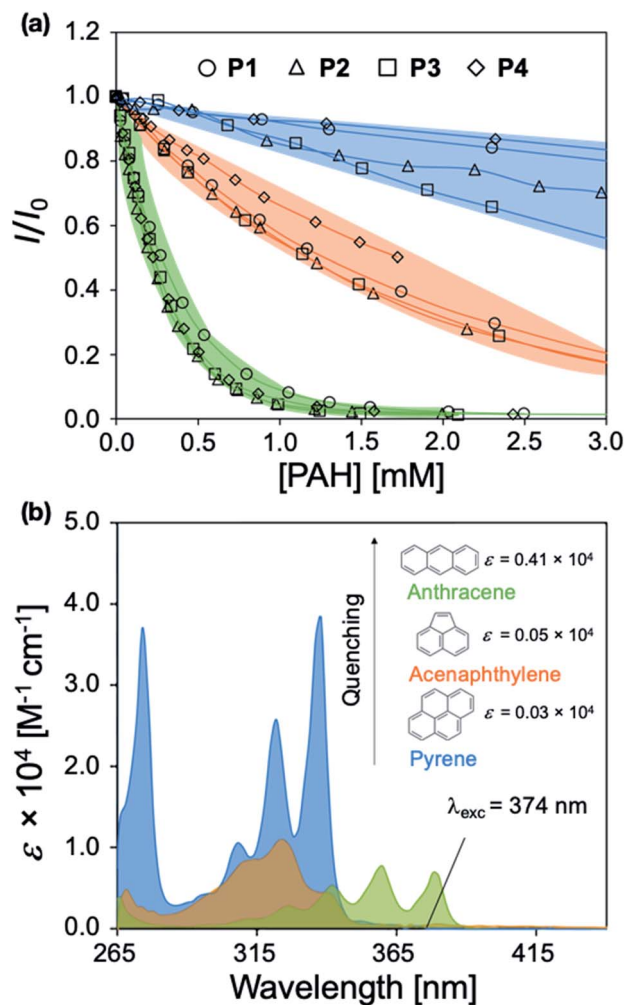 (a)
1.2
1.0
0.8
0.6
0.4
0.2
0.0
I/I₀
P1 P2 P3 P4
0.0 0.5 1.0 1.5 2.0 2.5 3.0
[PAH] [mM]
(b)
5.0
4.0
3.0
2.0
1.0
0.0
ε × 10⁴ [M⁻¹ cm⁻¹]
Quenching
ε = 0.41 × 10⁴
Anthracene
ε = 0.05 × 10⁴
Acenaphthylene
ε = 0.03 × 10⁴
Pyrene
λexc = 374 nm
265 315 365 415
Wavelength [nm]